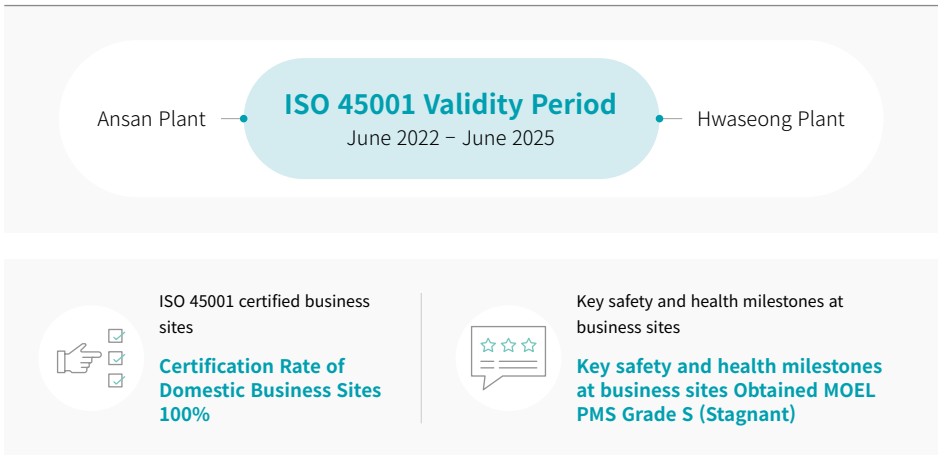 Ansan Plant
ISO 45001 Validity Period
June 2022 – June 2025
Hwaseong Plant
ISO 45001 certified business
sites
Certification Rate of
Domestic Business Sites
100%
Key safety and health milestones at
business sites
Key safety and health milestones
at business sites Obtained MOEL
PMS Grade S (Stagnant)